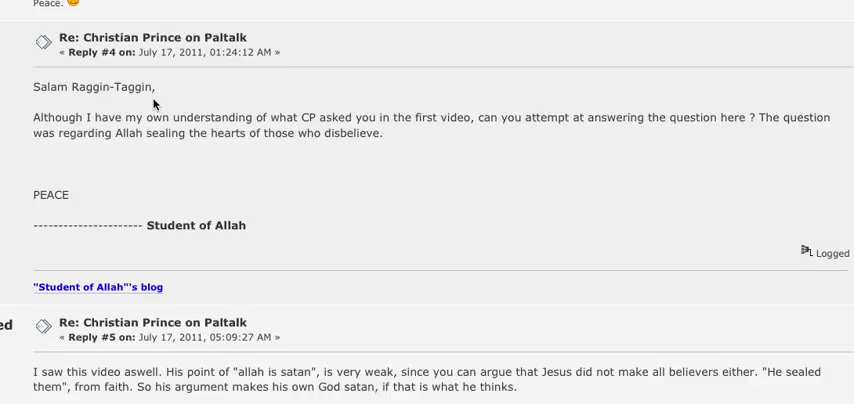 Peace.
Re: Christian Prince on Paltalk
« Reply #4 on: July 17, 2011, 01:24:12 AM »
Salam Raggin-Taggin,
Although I have my own understanding of what CP asked you in the first video, can you attempt at answering the question here ? The question
was regarding Allah sealing the hearts of those who disbelieve.
PEACE
---------------------- Student of Allah
Logged
"Student of Allah"'s blog
ed
Re: Christian Prince on Paltalk
« Reply #5 on: July 17, 2011, 05:09:27 AM »
I saw this video aswell. His point of "allah is satan", is very weak, since you can argue that Jesus did not make all believers either. "He sealed
them", from faith. So his argument makes his own God satan, if that is what he thinks.